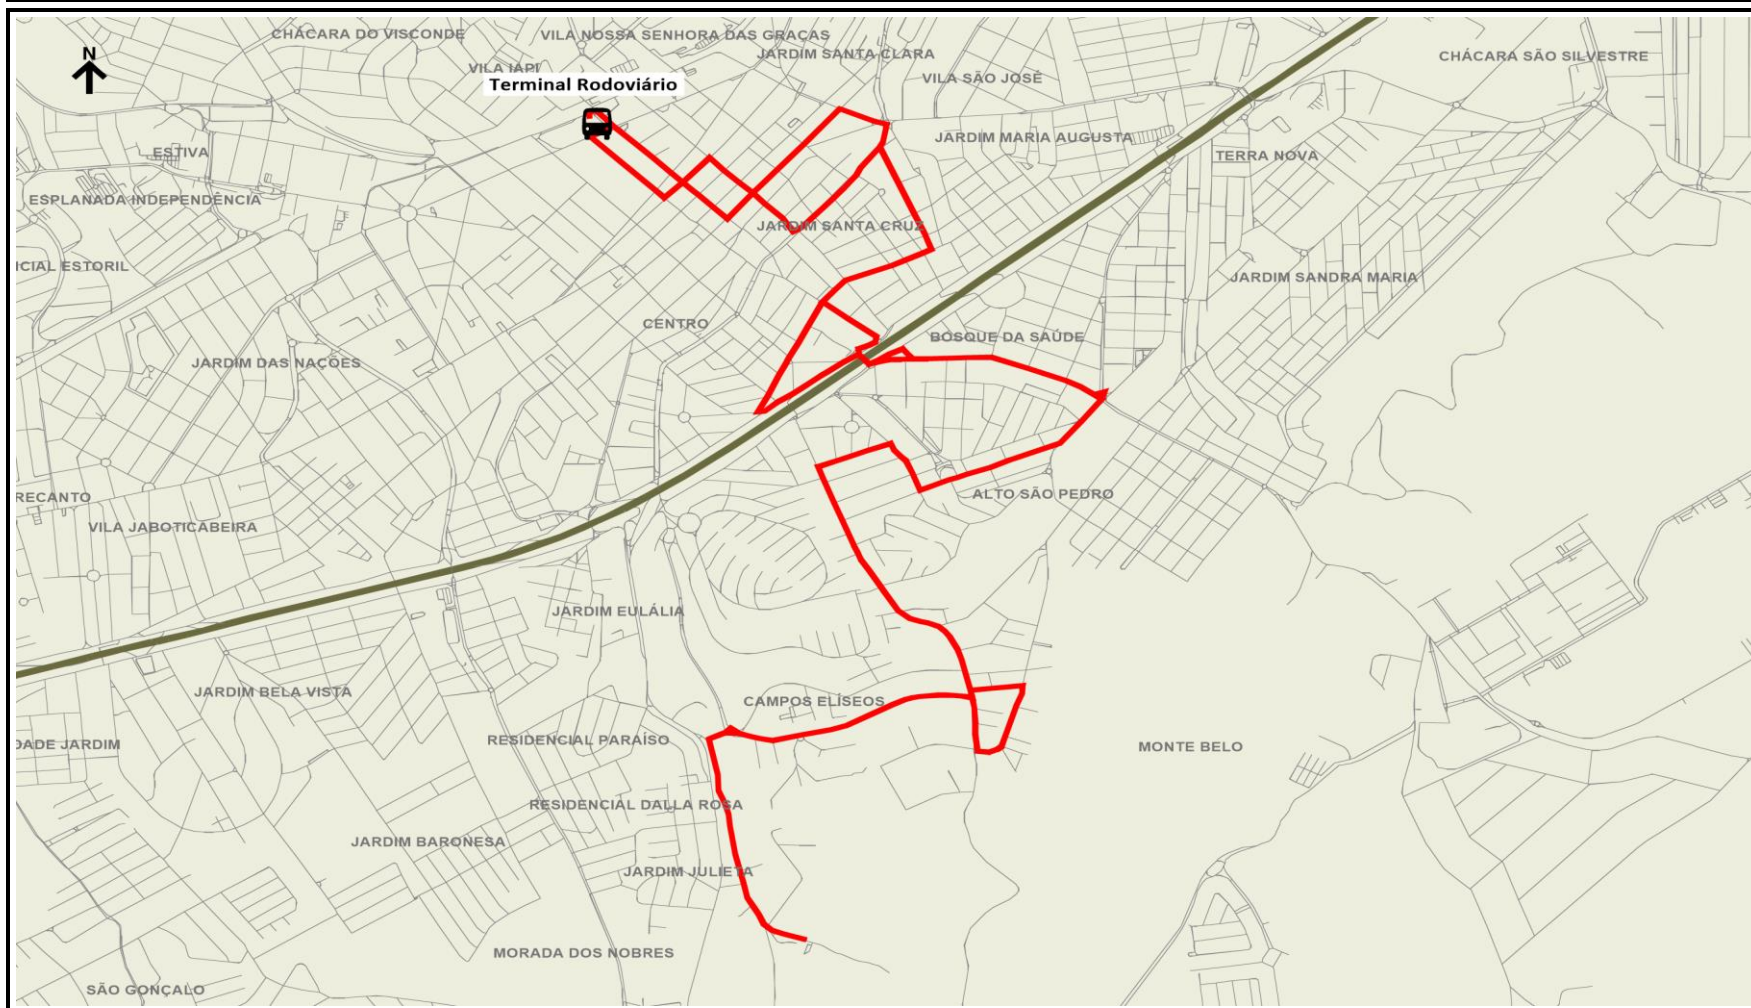 CHÁCARA DO VISCONDE
VILA NOSSA SENHORA DAS GRAÇAS
JARDIM SANTA CLARA
CHÁCARA SÃO SILVESTRE
N
VILA IAPI
VILA SÃO JOSÉ
Terminal Rodoviário
JARDIM MARIA AUGUSTA
ESTIVA
TERRA NOVA
ESPLANADA INDEPENDÊNCIA
JARDIM SANTA CRUZ
ICIAL ESTORIL
JARDIM SANDRA MARIA
CENTRO
BOSQUE DA SAÚDE
JARDIM DAS NAÇÕES
RECANTO
ALTO SÃO PEDRO
VILA JABOTICABEIRA
JARDIM EULÁLIA
JARDIM BELA VISTA
CAMPOS ELÍSEOS
DADE JARDIM
RESIDENCIAL PARAÍSO
MONTE BELO
RESIDENCIAL DALLA ROSA
JARDIM BARONESA
JARDIM JULIETA
MORADA DOS NOBRES
SÃO GONÇALO